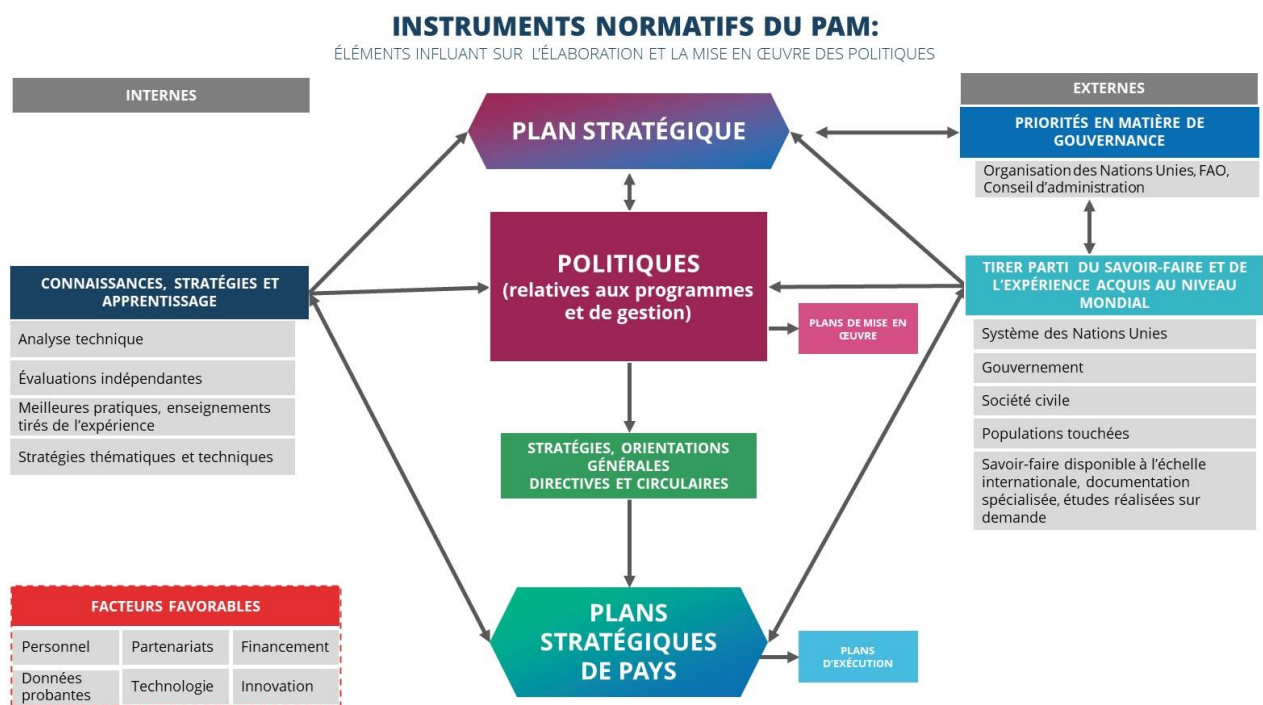 INSTRUMENTS NORMATIFS DU PAM:
ÉLÉMENTS INFLUANT SUR L'ÉLABORATION ET LA MISE EN ŒUVRE DES POLITIQUES
INTERNES
CONNAISSANCES, STRATÉGIES ET
APPRENTISSAGE
Analyse technique
Évaluations indépendantes
Meilleures pratiques, enseignements
tirés de l'expérience
Stratégies thématiques et techniques
FACTEURS FAVORABLES
Personnel
Partenariats
Financement
Données
probantes
Technologie
Innovation
PLAN STRATÉGIQUE
POLITIQUES
(relatives aux programmes
et de gestion)
PLANS DE MISE EN
ŒUVRE
STRATÉGIES, ORIENTATIONS
GÉNÉRALES
DIRECTIVES ET CIRCULAIRES
PLANS
STRATÉGIQUES
DE PAYS
PLANS
D'EXÉCUTION
EXTERNES
PRIORITÉS EN MATIÈRE DE
GOUVERNANCE
Organisation des Nations Unies, FAO,
Conseil d'administration
TIRER PARTI DU SAVOIR-FAIRE ET DE
L'EXPÉRIENCE ACQUIS AU NIVEAU
MONDIAL
Système des Nations Unies
Gouvernement
Société civile
Populations touchées
Savoir-faire disponible à l'échelle
internationale, documentation
spécialisée, études réalisées sur
demande